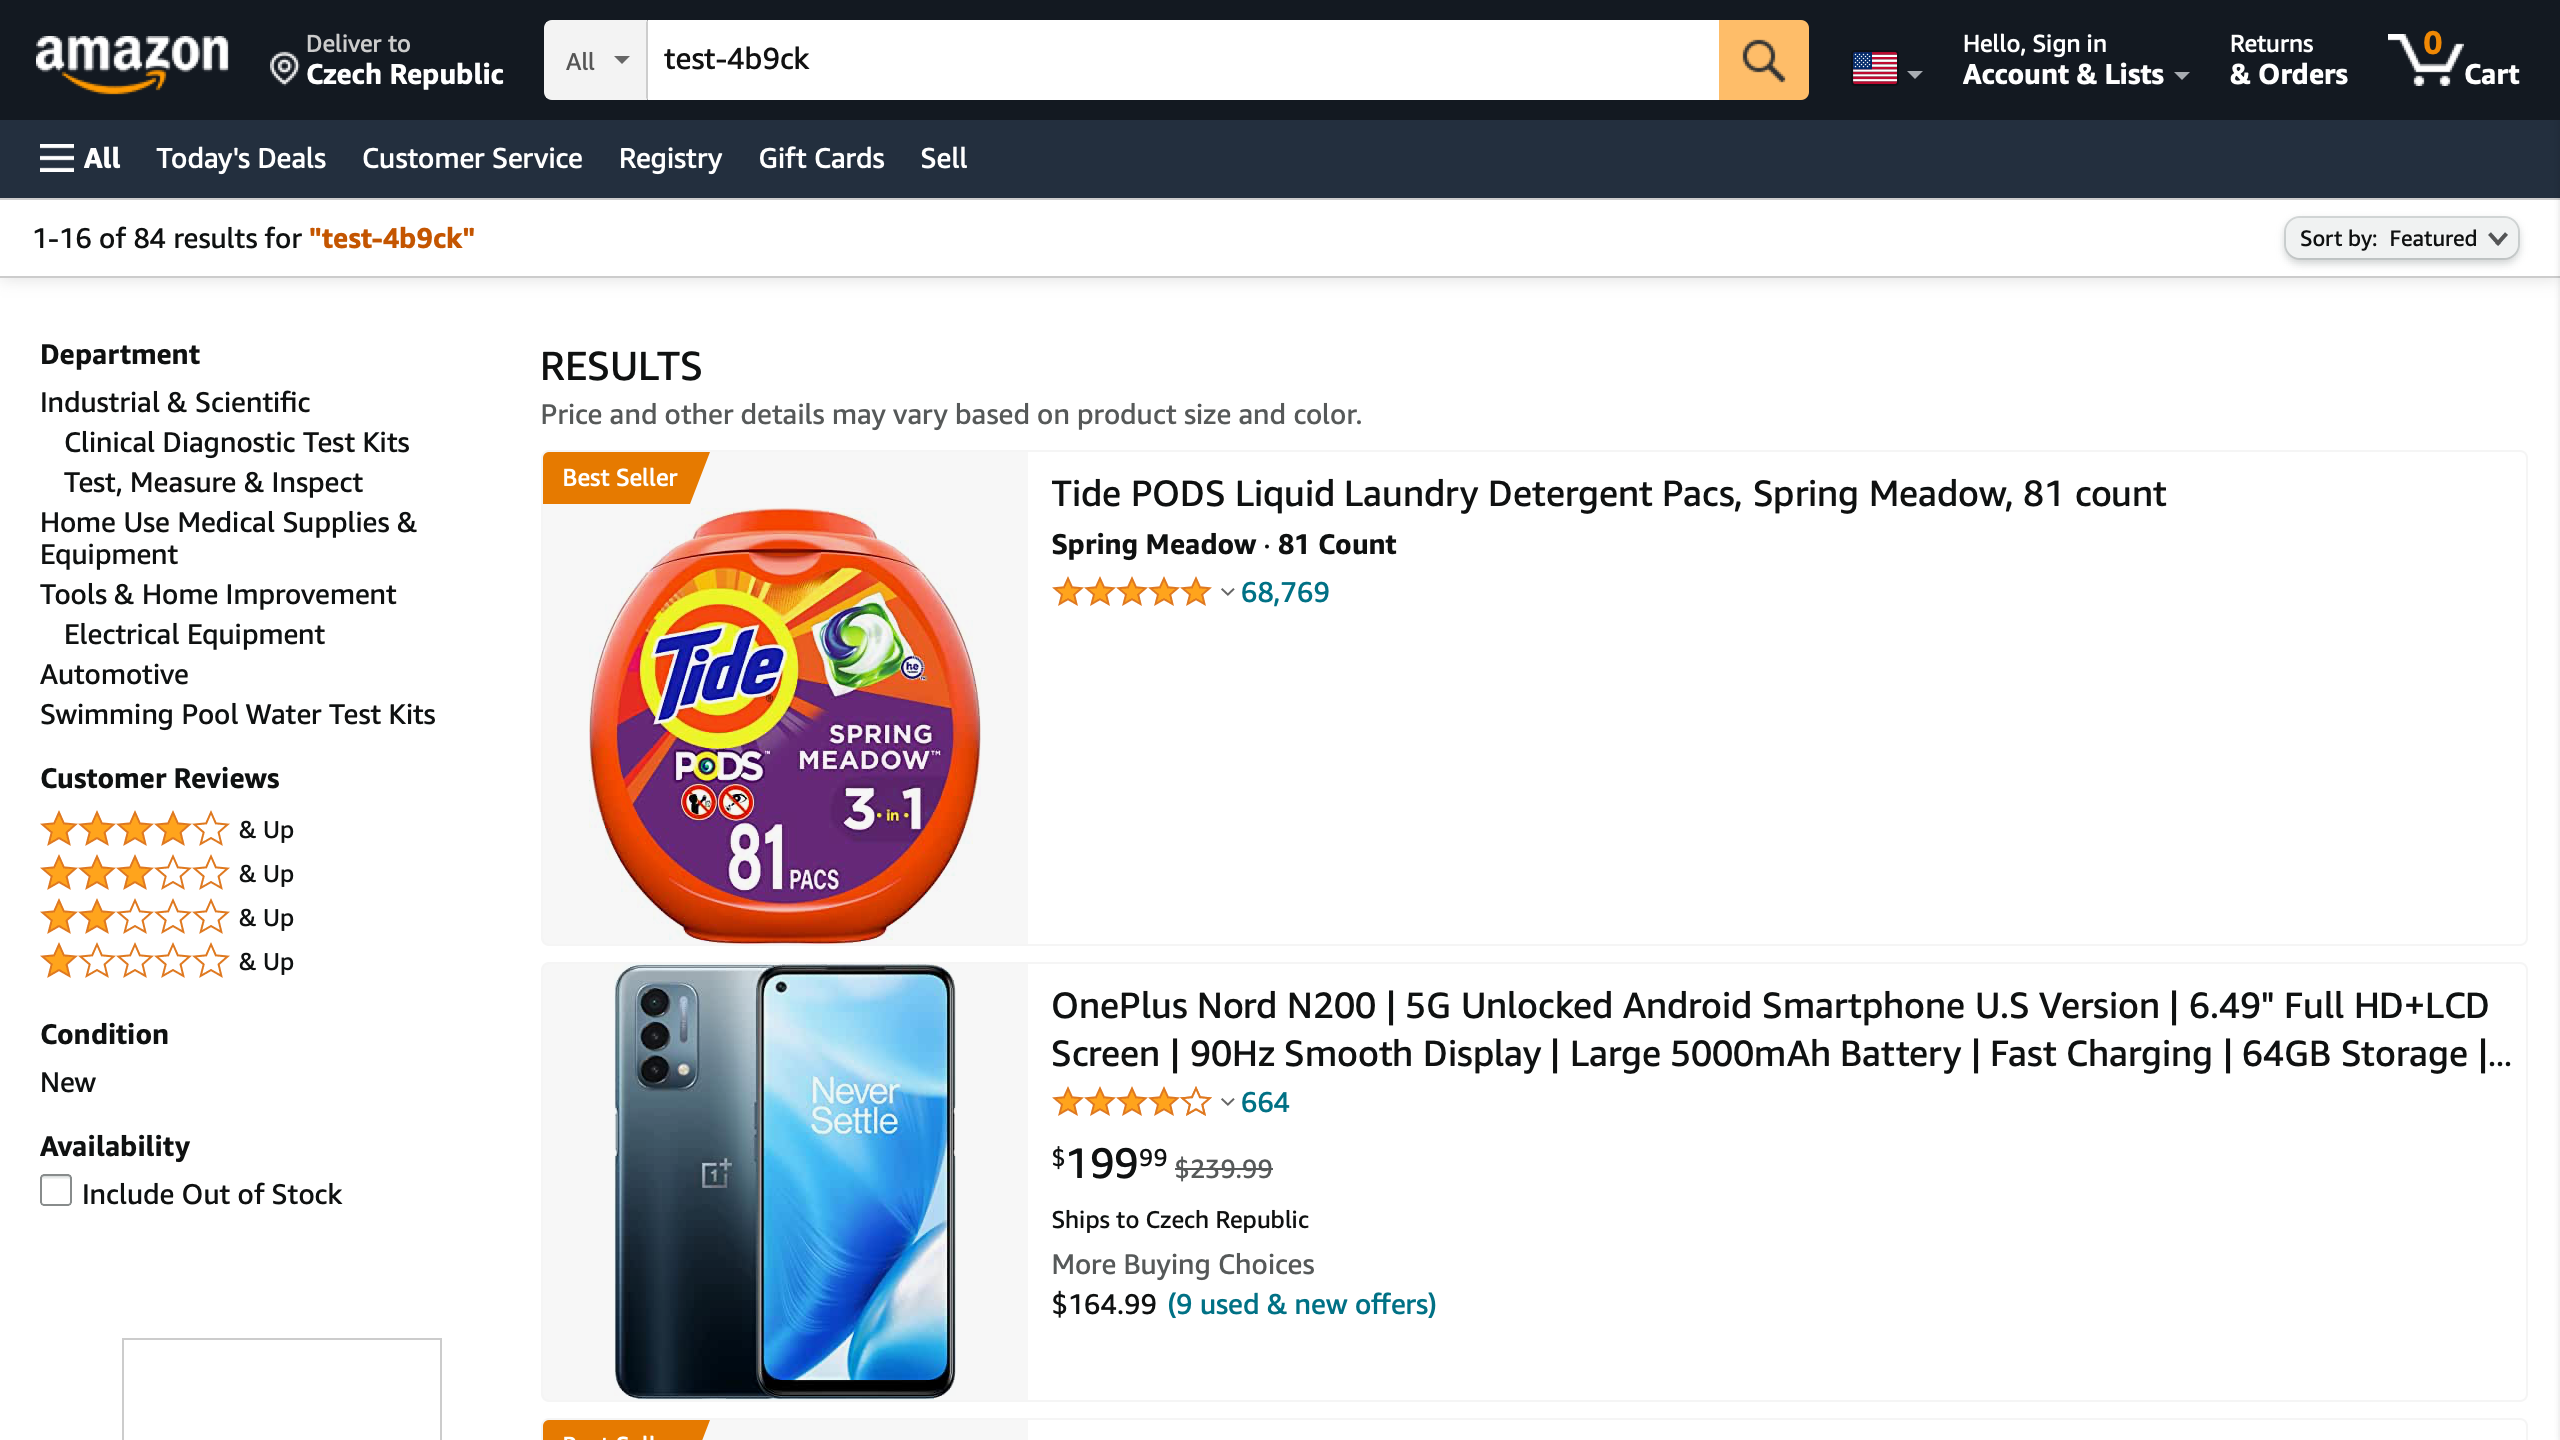 amazon
Deliver to
Czech Republic
All
test-4b9ck
Hello, Sign in
Account & Lists
Returns
& Orders
0
Cart
All
Today's Deals
Customer Service
Registry
Gift Cards
Sell
1-16 of 84 results for "test-4b9ck"
Sort by: Featured
Department
Industrial & Scientific
Clinical Diagnostic Test Kits
Test, Measure & Inspect
Home Use Medical Supplies &
Equipment
Tools & Home Improvement
Electrical Equipment
Automotive
Swimming Pool Water Test Kits
Customer Reviews
& Up
& Up
& Up
& Up
Condition
New
Availability
Include Out of Stock
RESULTS
Price and other details may vary based on product size and color.
Best Seller
Tide
he
PODS™
SPRING
MEADOW™
3·in·1
81 PACS
Tide PODS Liquid Laundry Detergent Pacs, Spring Meadow, 81 count
Spring Meadow · 81 Count
68,769
Never
Settle
OnePlus Nord N200 | 5G Unlocked Android Smartphone U.S Version | 6.49" Full HD+LCD
Screen | 90Hz Smooth Display | Large 5000mAh Battery | Fast Charging | 64GB Storage |...
664
$199.99 $239.99
Ships to Czech Republic
More Buying Choices
$164.99 (9 used & new offers)